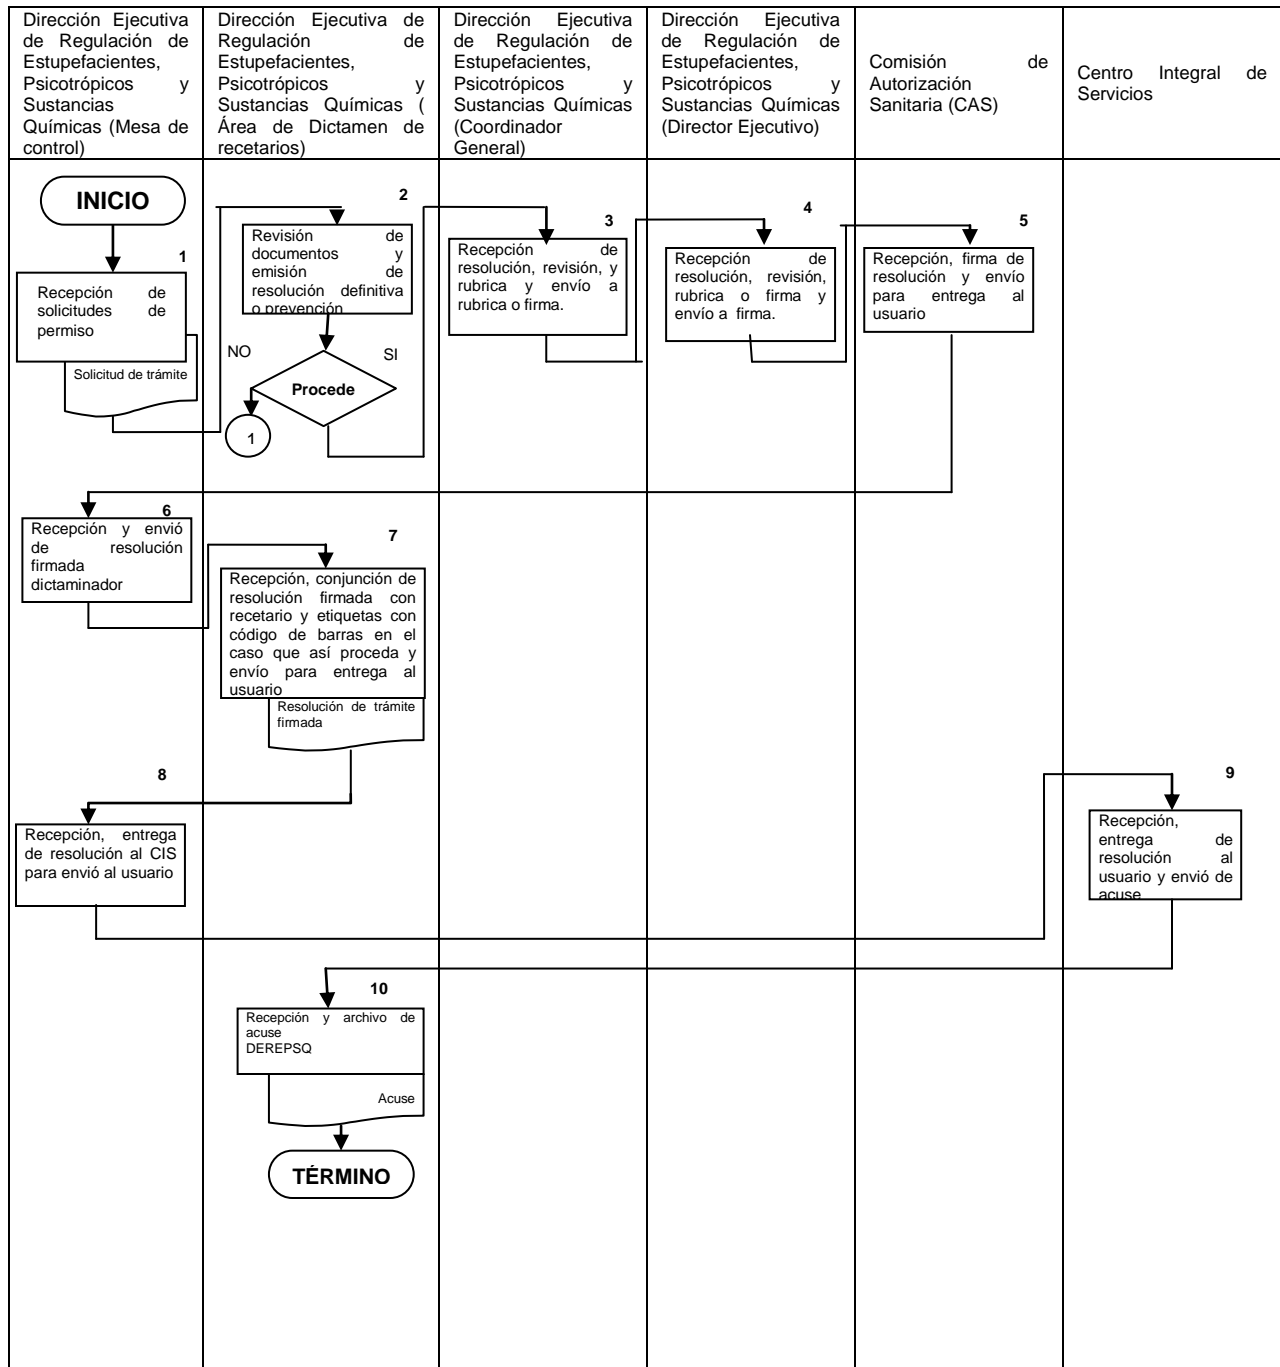 Dirección Ejecutiva
de Regulación de
Estupefacientes,
Psicotrópicos y
Sustancias
Químicas (Mesa de
control)
Dirección Ejecutiva de
Regulación de
Estupefacientes,
Psicotrópicos y
Sustancias Químicas (
Área de Dictamen de
recetarios)
Dirección Ejecutiva
de Regulación de
Estupefacientes,
Psicotrópicos y
Sustancias Químicas
(Coordinador
General)
Dirección Ejecutiva
de Regulación de
Estupefacientes,
Psicotrópicos y
Sustancias Químicas
(Director Ejecutivo)
Comisión de
Autorización
Sanitaria (CAS)
Centro Integral de
Servicios
INICIO
1
Recepción de
solicitudes de
permiso
Solicitud de trámite
2
Revisión de
documentos y
emisión de
resolución definitiva
o prevención
NO
SI
Procede
1
3
Recepción de
resolución, revisión, y
rubrica y envío a
rubrica o firma.
4
Recepción de
resolución, revisión,
rubrica o firma y
envío a firma.
5
Recepción, firma de
resolución y envío
para entrega al
usuario
6
Recepción y envió
de resolución
firmada
dictaminador
7
Recepción, conjunción de
resolución firmada con
recetario y etiquetas con
código de barras en el
caso que así proceda y
envío para entrega al
usuario
Resolución de trámite
firmada
8
Recepción, entrega
de resolución al CIS
para envió al usuario
9
Recepción,
entrega de
resolución al
usuario y envió de
acuse
10
Recepción y archivo de
acuse
DEREPSQ
Acuse
TÉRMINO